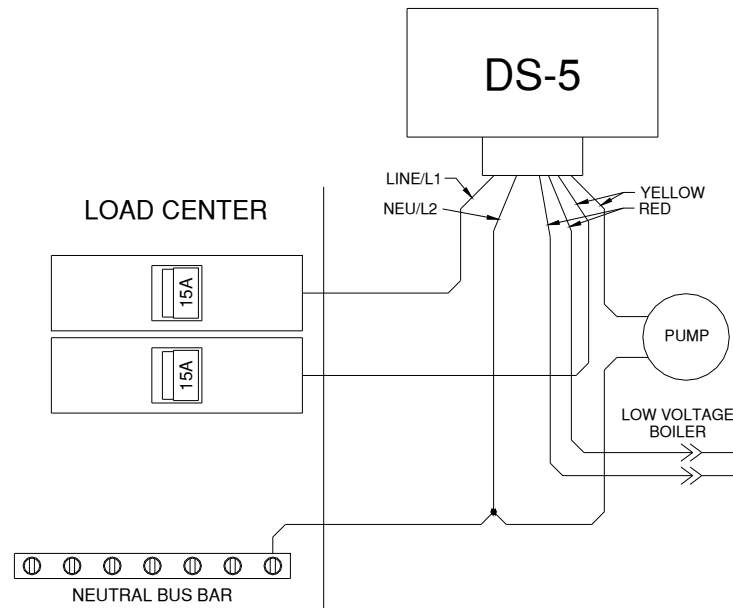 DS-5
LINE/L1
NEU/L2
YELLOW
RED
LOAD CENTER
15A
15A
PUMP
LOW VOLTAGE
BOILER
NEUTRAL BUS BAR